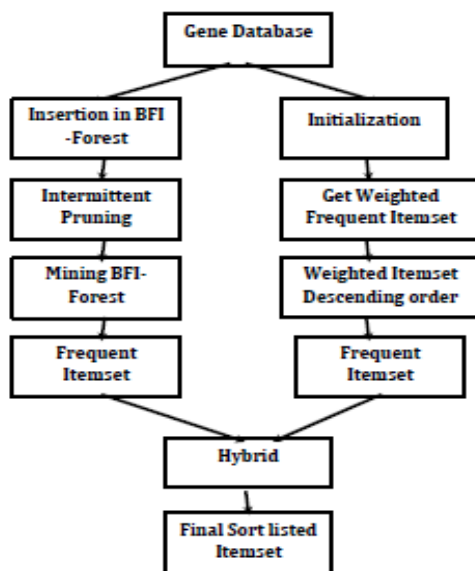 Gene Database
Insertion in BFI
-Forest
Initialization
Intermittent
Pruning
Get Weighted
Frequent Itemset
Mining BFI-
Forest
Weighted Itemset
Descending order
Frequent
Itemset
Frequent
Itemset
Hybrid
Final Sort listed
Itemset